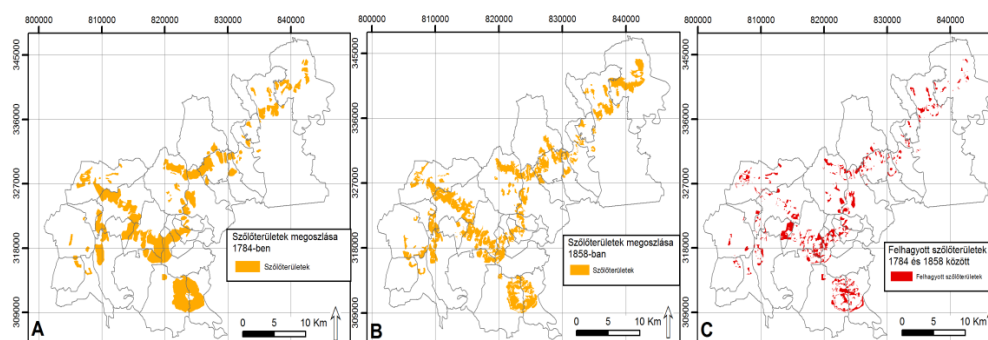 800000 810000 820000 830000 840000
345000
336000
327000
318000
309000
Szőlőterületek megoszlása
1784-ben
Szőlőterületek
A
0 5 10 Km
800000 810000 820000 830000 840000
345000
336000
327000
318000
309000
Szőlőterületek megoszlása
1858-ban
Szőlőterületek
B
0 5 10 Km
800000 810000 820000 830000 84000
345000
336000
327000
318000
309000
Felhagyott szőlőterületek
1784 és 1858 között
Felhagyott szőlőterületek
C
0 5 10 Km